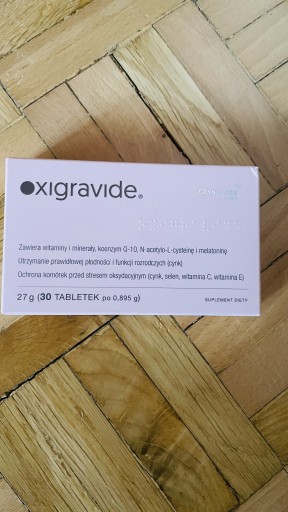 Oxigravide®
Zawiera witaminy i minerały, koenzym Q-10, N-acetylo-L-cysteinę i melatoninę
Utrzymanie prawidłowej płodności i funkcji rozrodczych (cynk)
Ochrona komórek przed stresem oksydacyjnym (cynk, selen, witamina C, witamina E)
27 g (30 TABLETEK po 0,895 g)
SUPLEMENT DIETY